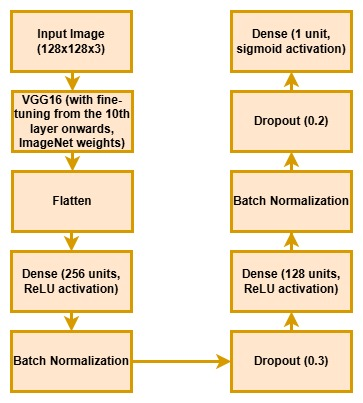 Input Image
(128x128x3)
VGG16 (with fine-
tuning from the 10th
layer onwards,
ImageNet weights)
Flatten
Dense (256 units,
ReLU activation)
Batch Normalization
Dropout (0.3)
Dense (128 units,
ReLU activation)
Batch Normalization
Dropout (0.2)
Dense (1 unit,
sigmoid activation)